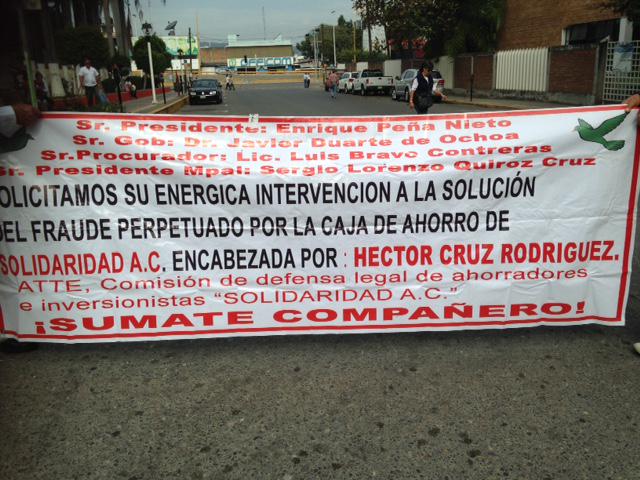 Sr. Presidente: Enrique Peña Nieto
Sr. Gob: Dr. Javier Duarte de Ochoa
Sr.Procurador: Lic. Luis Bravo Contreras
Sr. Presidente Mpal: Sergio Lorenzo Quiroz Cruz
SOLICITAMOS SU ENERGICA INTERVENCION A LA SOLUCIÓN
DEL FRAUDE PERPETUADO POR LA CAJA DE AHORRO DE
SOLIDARIDAD A.C. ENCABEZADA POR : HECTOR CRUZ RODRIGUEZ.
ATTE, Comisión de defensa legal de ahorradores
e inversionistas "SOLIDARIDAD A.C."
¡SUMATE COMPAÑERO!